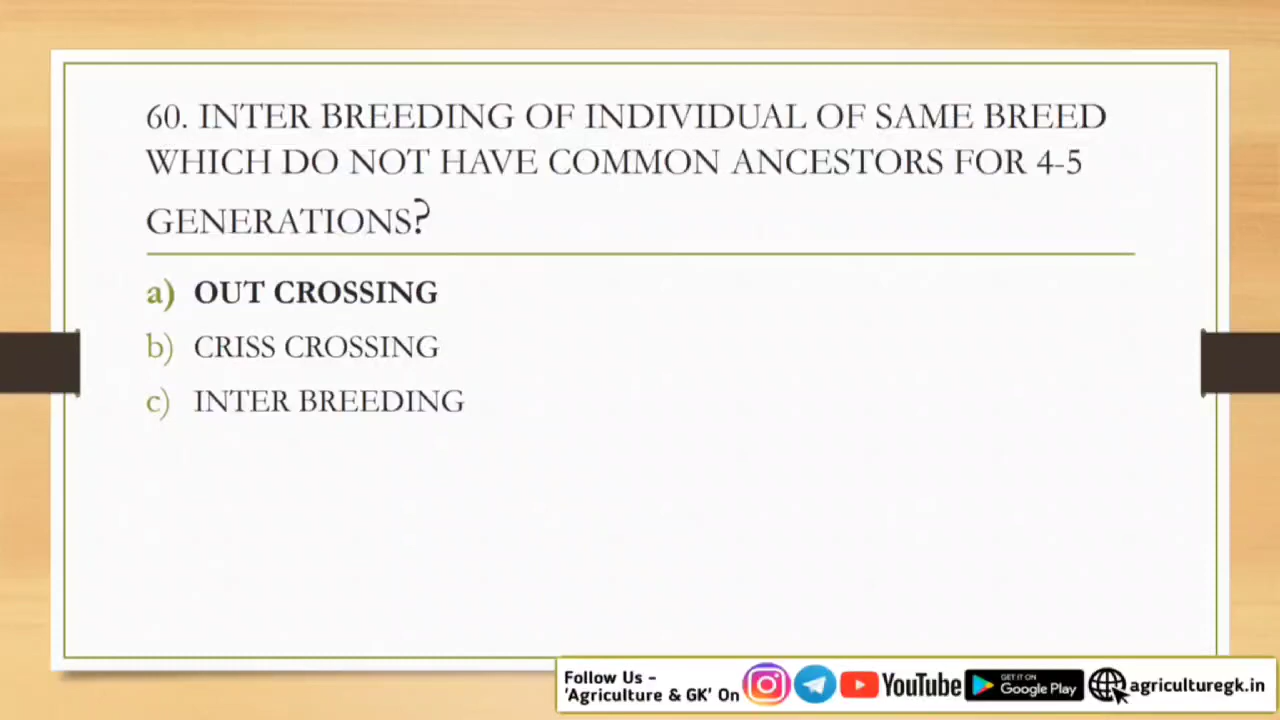 60. INTER BREEDING OF INDIVIDUAL OF SAME BREED
WHICH DO NOT HAVE COMMON ANCESTORS FOR 4-5
GENERATIONS?
a) OUT CROSSING
b) CRISS CROSSING
c) INTER BREEDING
Follow Us -
'Agriculture & GK' On
YouTube
GET IT ON
Google Play
agriculturegk.in